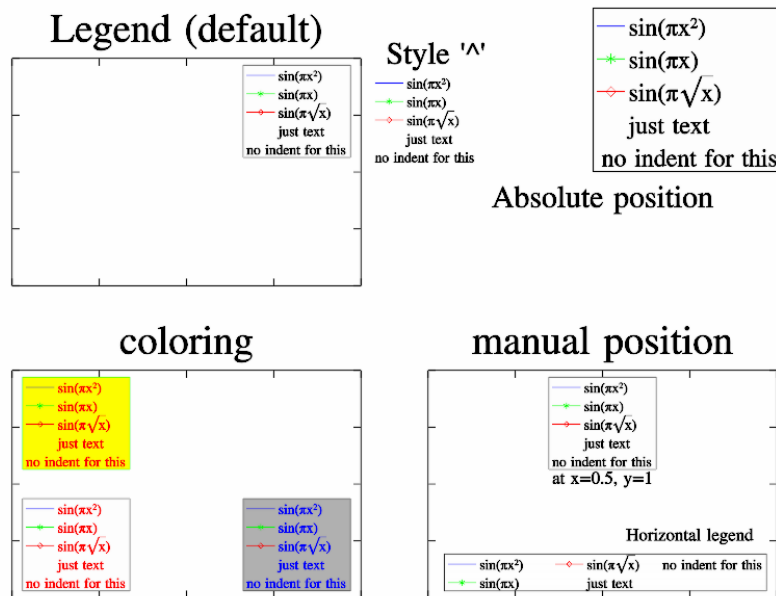 Legend (default)
sin(πx²)
sin(πx)
sin(π√x)
just text
no indent for this
Style '^'
sin(πx²)
sin(πx)
sin(π√x)
just text
no indent for this
sin(πx²)
sin(πx)
sin(π√x)
just text
no indent for this
Absolute position
coloring
sin(πx²)
sin(πx)
sin(π√x)
just text
no indent for this
sin(πx²)
sin(πx)
sin(π√x)
just text
no indent for this
sin(πx²)
sin(πx)
sin(π√x)
just text
no indent for this
manual position
sin(πx²)
sin(πx)
sin(π√x)
just text
no indent for this
at x=0.5, y=1
Horizontal legend
sin(πx²) sin(π√x) no indent for this
sin(πx) just text